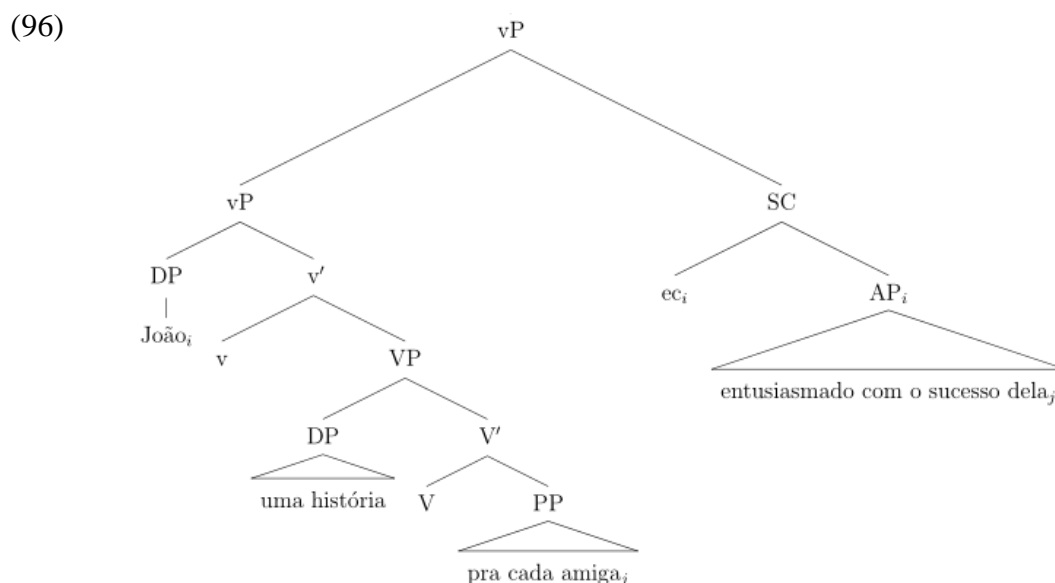 (96)
vP
vP SC
DP v′ ec_i AP_i
João_i v VP entusiasmado com o sucesso dela_j
DP V′
uma história V PP
pra cada amiga_j